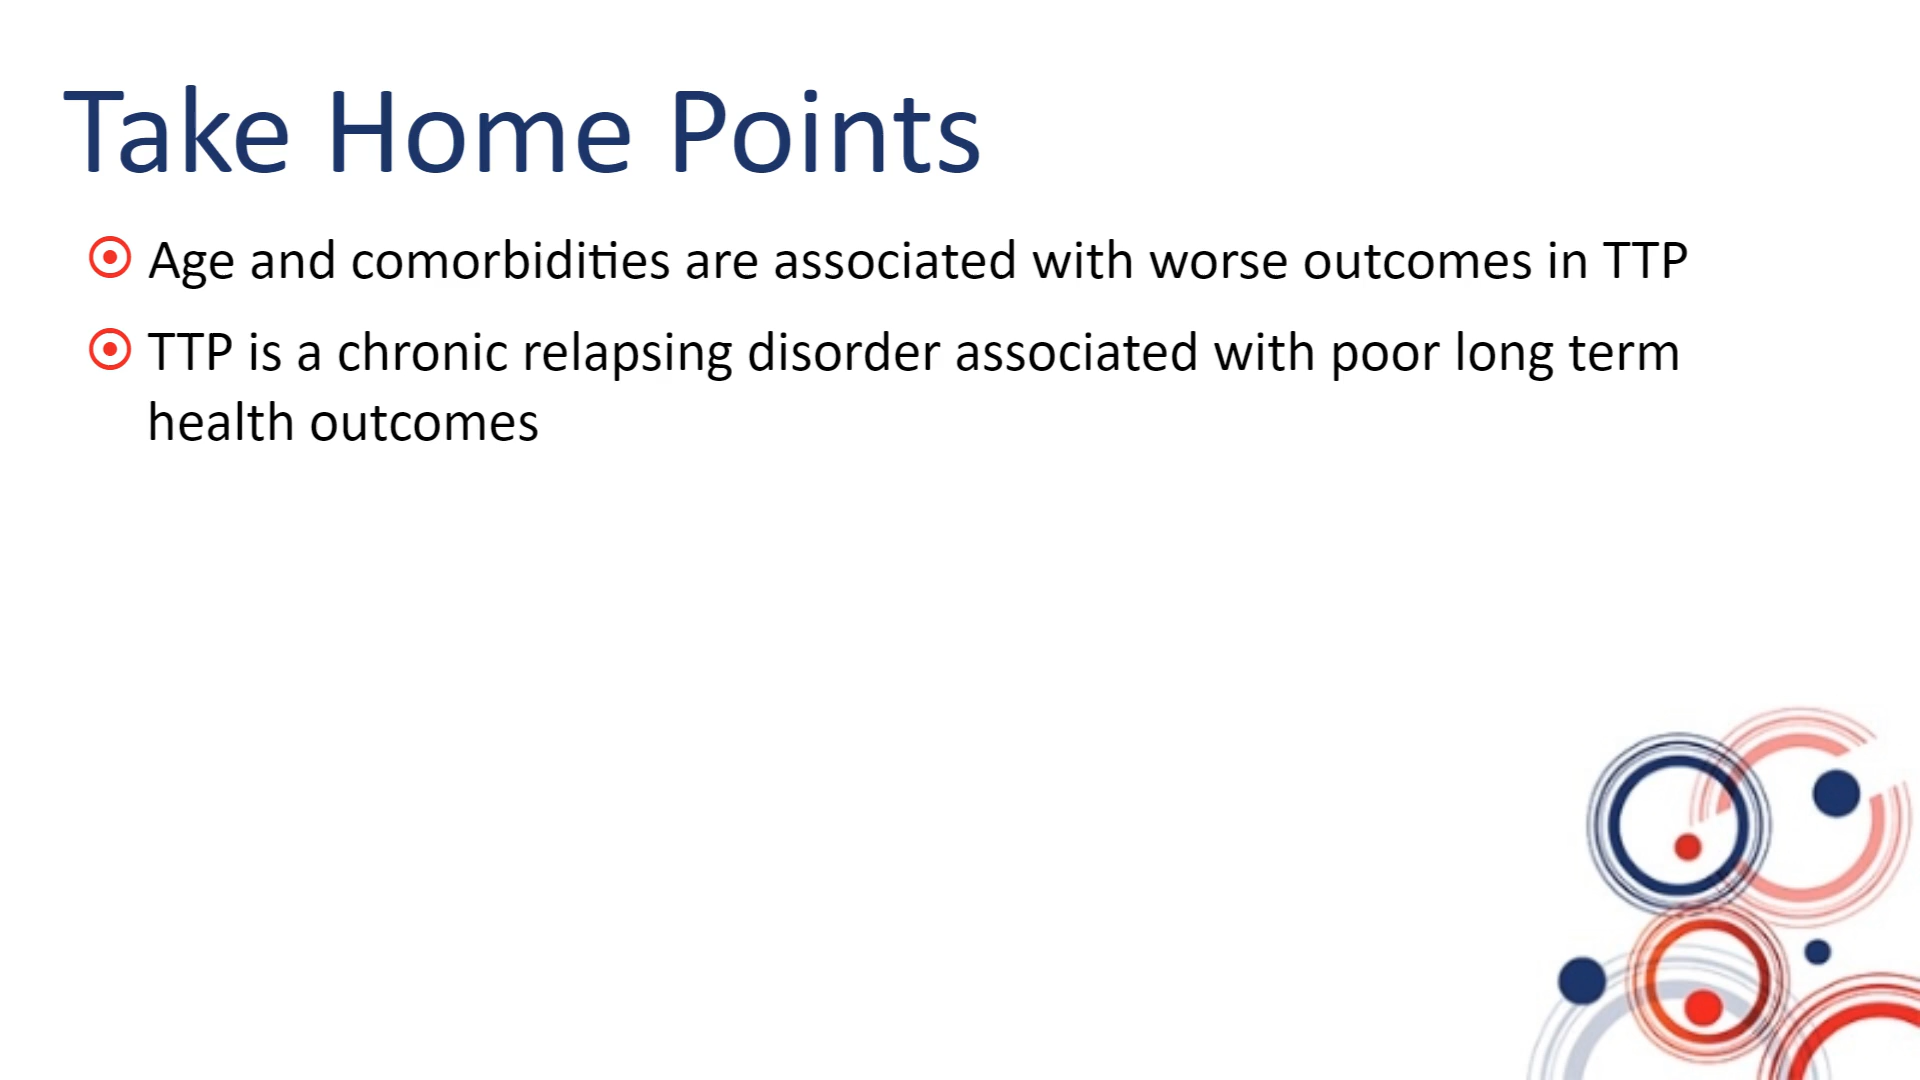 Take Home Points
Age and comorbidities are associated with worse outcomes in TTP
TTP is a chronic relapsing disorder associated with poor long term
health outcomes